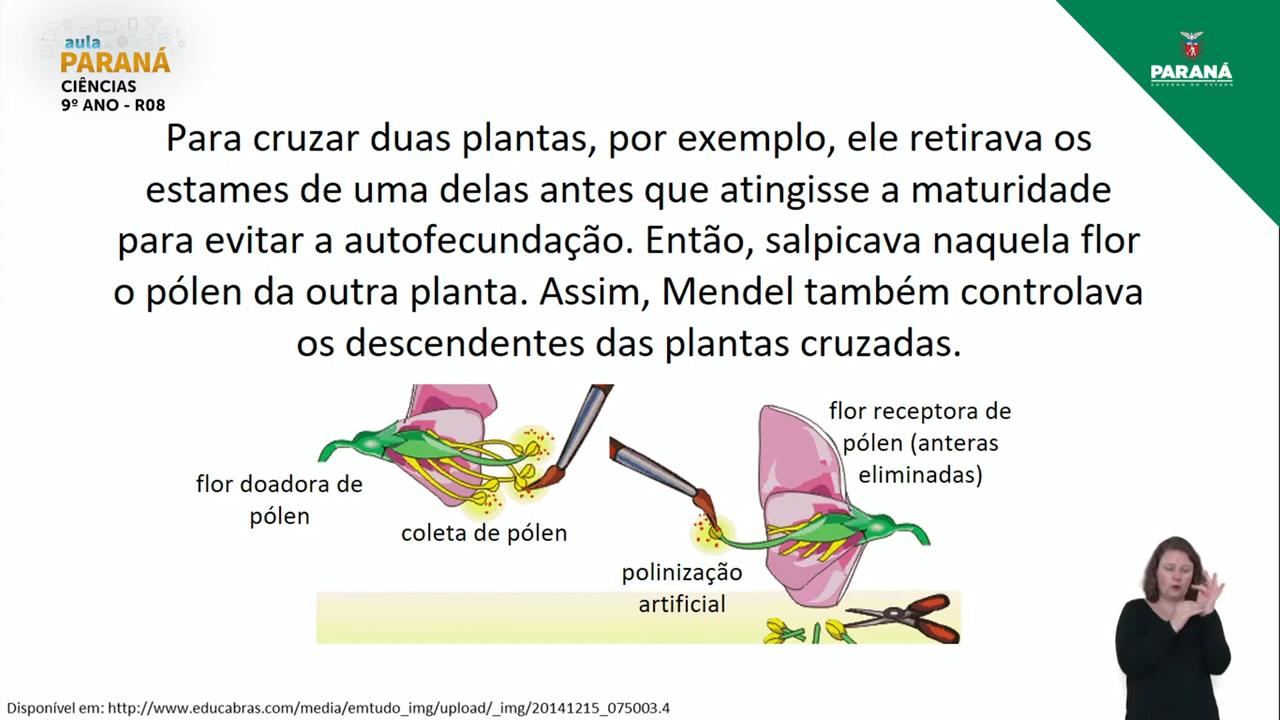 aula
PARANÁ
CIÊNCIAS
9º ANO - R08
PARANÁ
GOVERNO DO ESTADO
Para cruzar duas plantas, por exemplo, ele retirava os
estames de uma delas antes que atingisse a maturidade
para evitar a autofecundação. Então, salpicava naquela flor
o pólen da outra planta. Assim, Mendel também controlava
os descendentes das plantas cruzadas.
flor doadora de
pólen
coleta de pólen
flor receptora de
pólen (anteras
eliminadas)
polinização
artificial
Disponível em: http://www.educabras.com/media/emtudo_img/upload/_img/20141215_075003.4